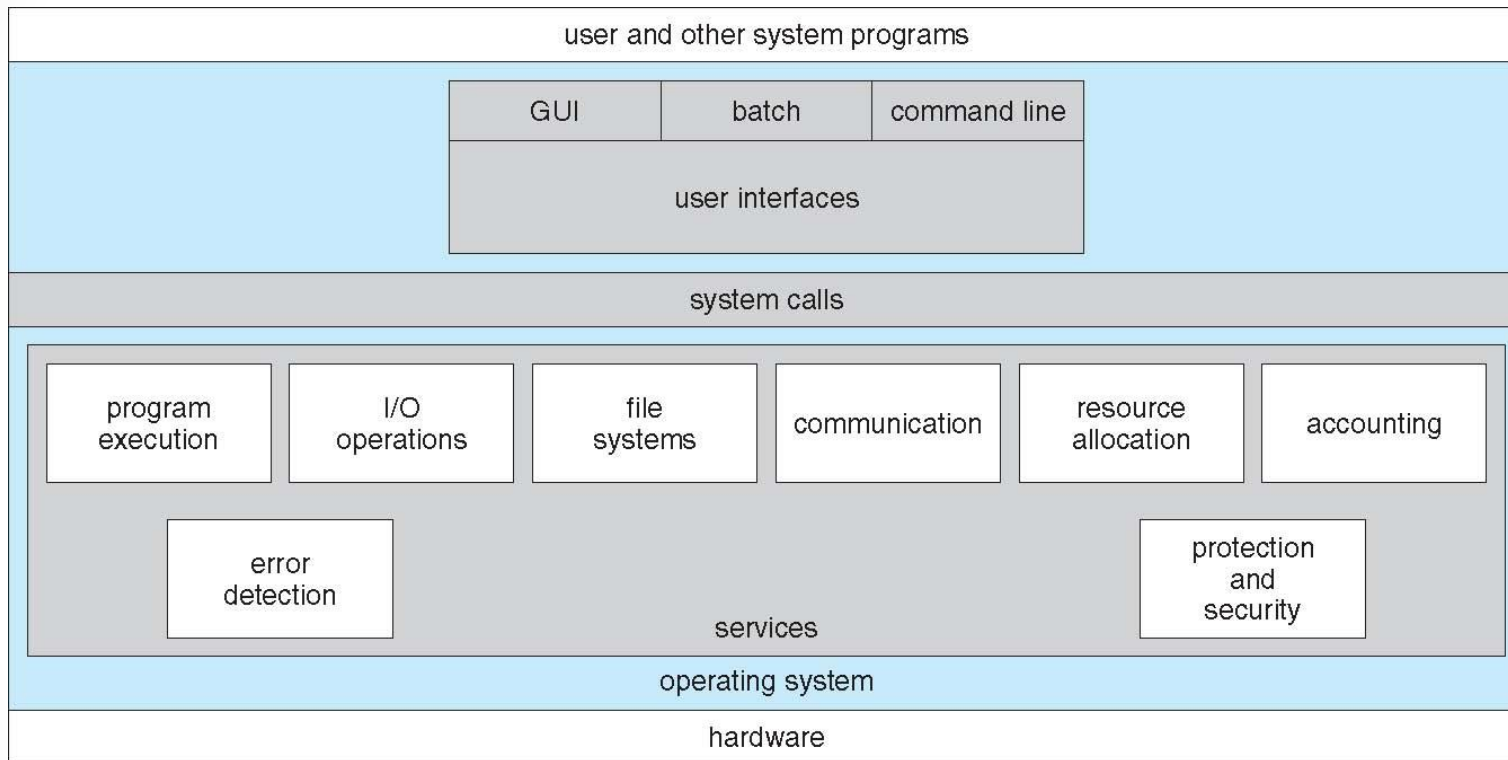 user and other system programs
GUI
batch
command line
user interfaces
system calls
program
execution
I/O
operations
file
systems
communication
resource
allocation
accounting
error
detection
protection
and
security
services
operating system
hardware